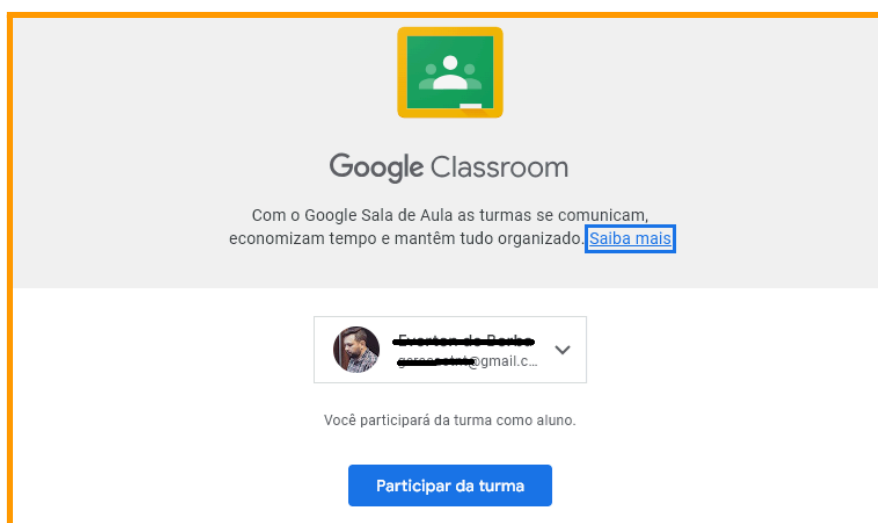 Google Classroom
Com o Google Sala de Aula as turmas se comunicam,
economizam tempo e mantêm tudo organizado. Saiba mais
@gmail.c...
Você participará da turma como aluno.
Participar da turma